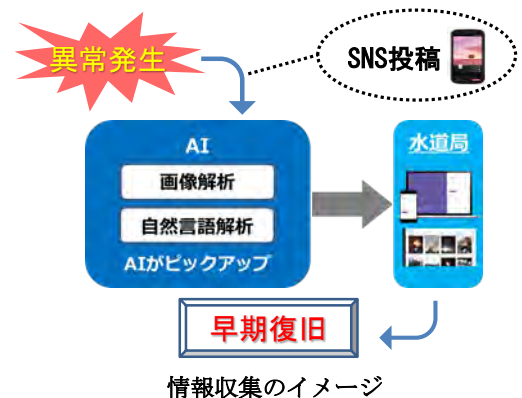 異常発生
SNS投稿
AI
画像解析
自然言語解析
AIがピックアップ
水道局
早期復旧
情報収集のイメージ